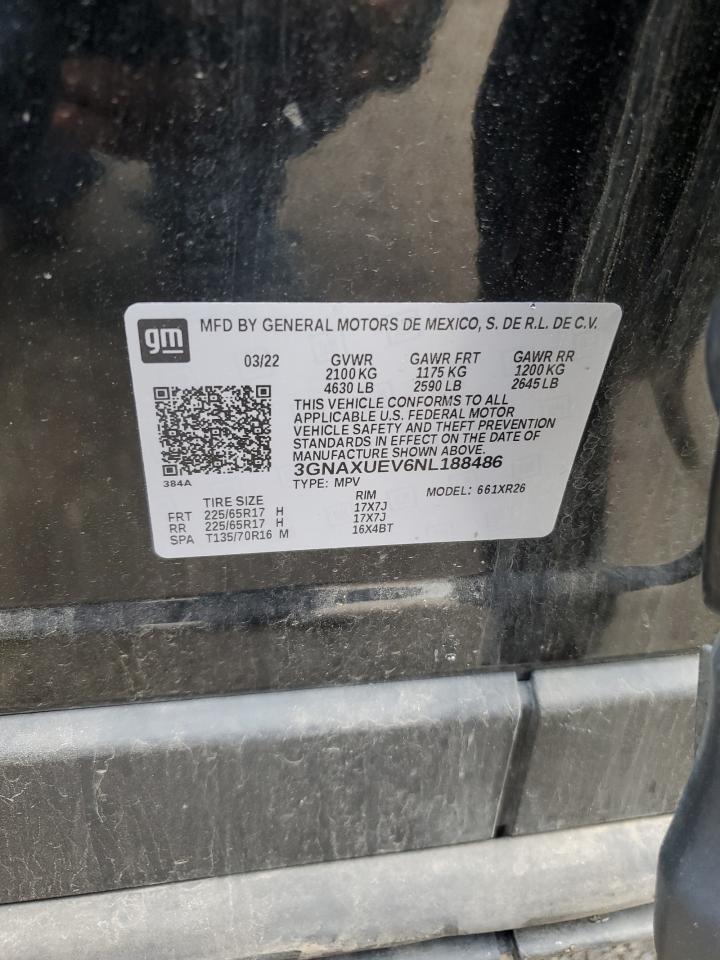 gm MFD BY GENERAL MOTORS DE MEXICO, S. DE R.L. DE C.V.
03/22 GVWR GAWR FRT GAWR RR
2100 KG 1175 KG 1200 KG
4630 LB 2590 LB 2645 LB
THIS VEHICLE CONFORMS TO ALL
APPLICABLE U.S. FEDERAL MOTOR
VEHICLE SAFETY AND THEFT PREVENTION
STANDARDS IN EFFECT ON THE DATE OF
MANUFACTURE SHOWN ABOVE.
3GNAXUEV6NL188486
384A
TYPE: MPV MODEL: 661XR26
TIRE SIZE RIM
FRT 225/65R17 H 17X7J
RR 225/65R17 H 17X7J
SPA T135/70R16 M 16X4BT